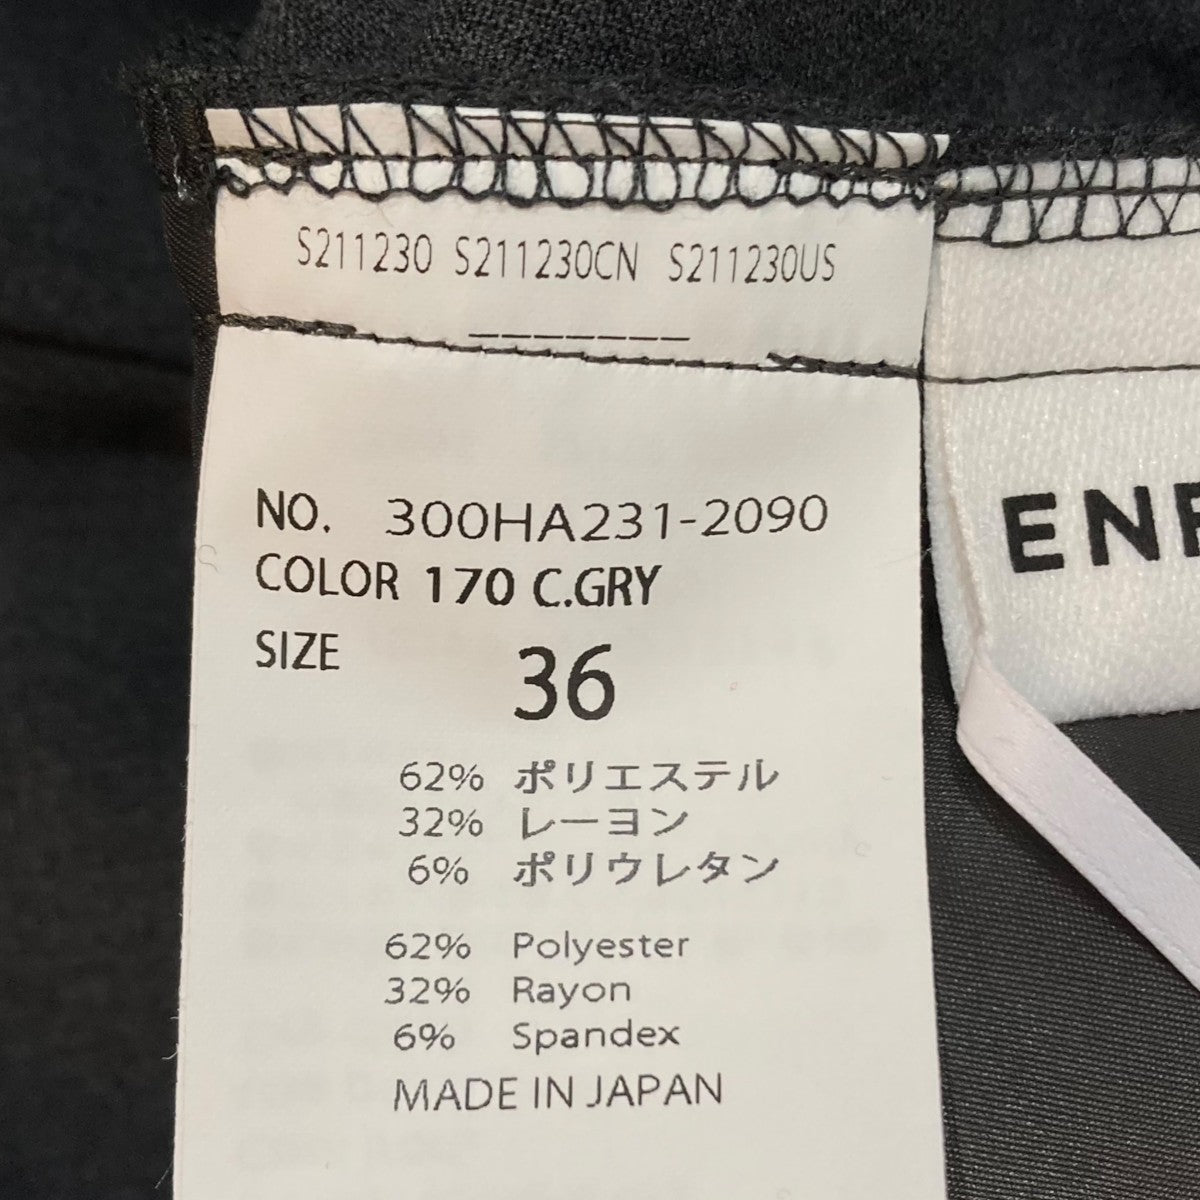 S211230 S211230CN S211230US
_______
NO. 300HA231-2090
COLOR 170 C.GRY
SIZE 36
62% ポリエステル
32% レーヨン
6% ポリウレタン
62% Polyester
32% Rayon
6% Spandex
MADE IN JAPAN